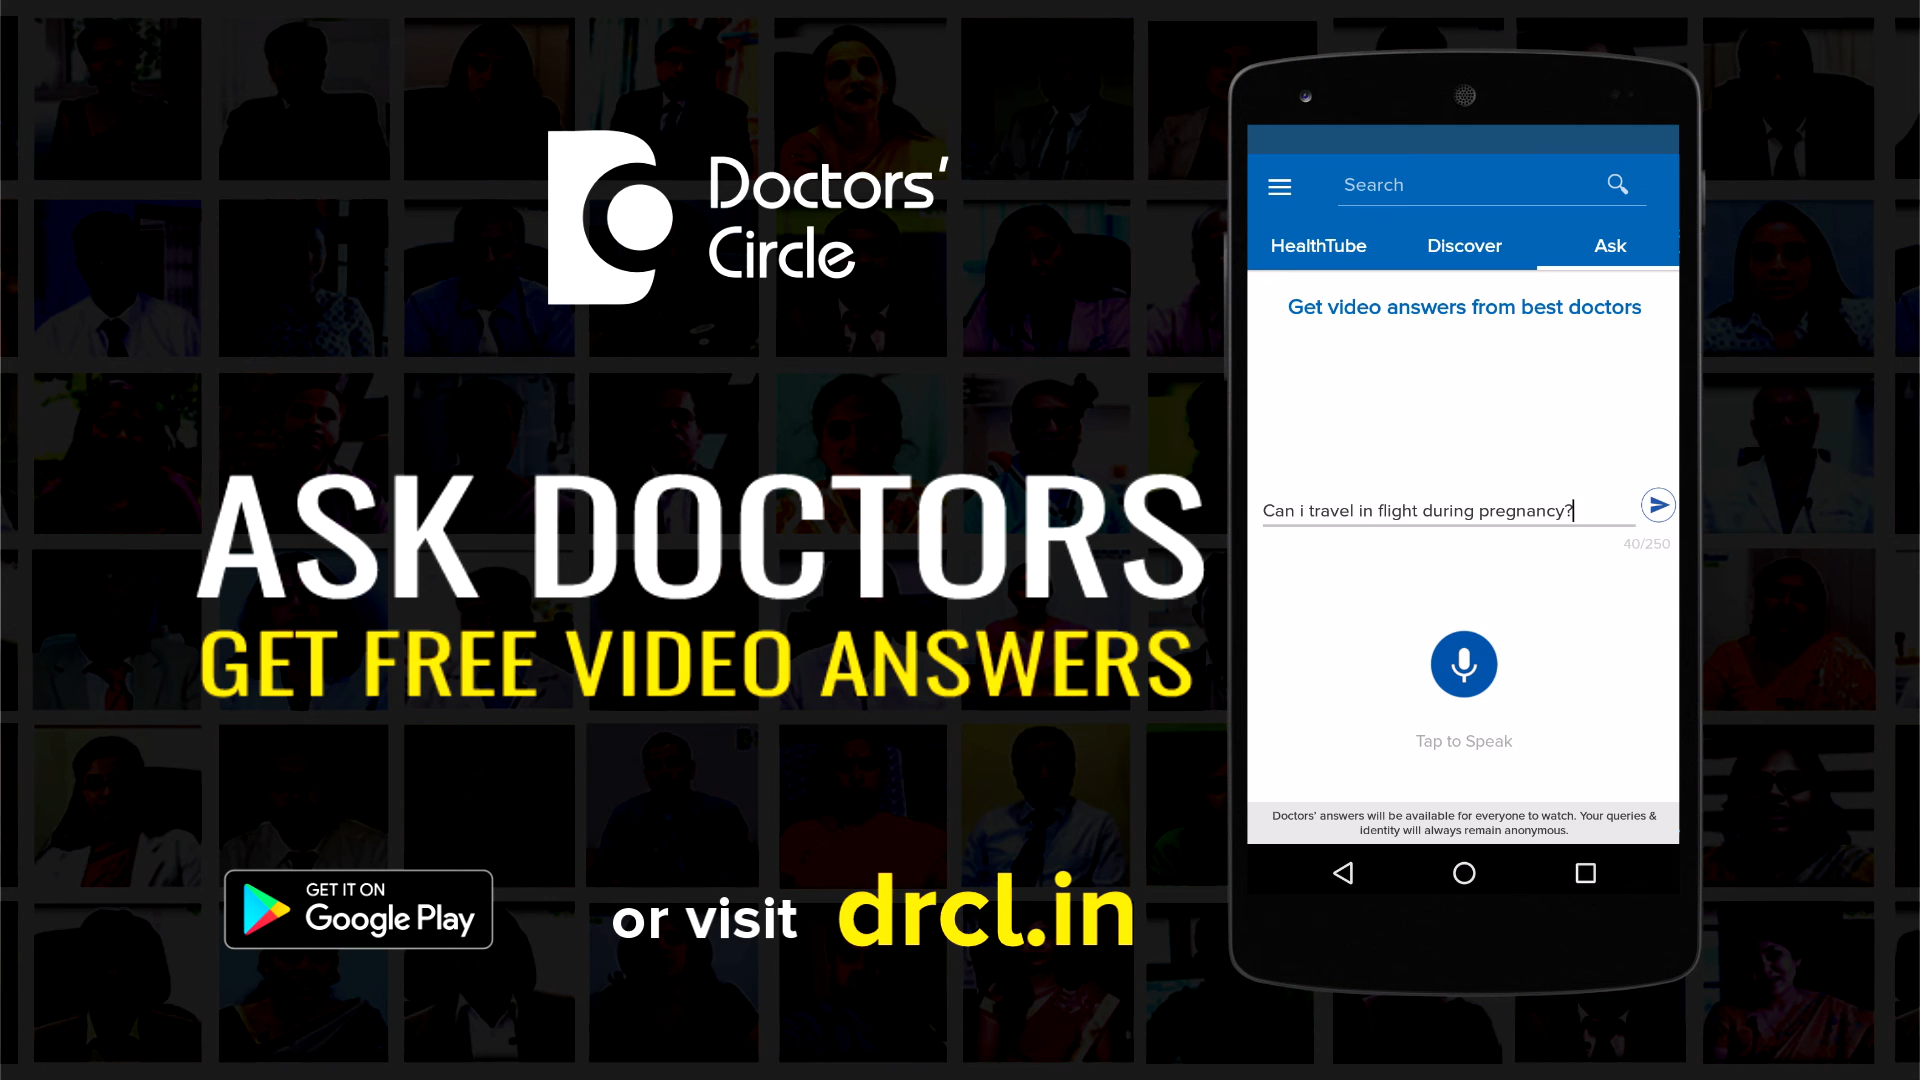 Doctors'
Circle
ASK DOCTORS
GET FREE VIDEO ANSWERS
GET IT ON
Google Play
or visit drcl.in
Search
HealthTube Discover Ask
Get video answers from best doctors
Can i travel in flight during pregnancy?
40/250
Tap to Speak
Doctors' answers will be available for everyone to watch. Your queries &
identity will always remain anonymous.